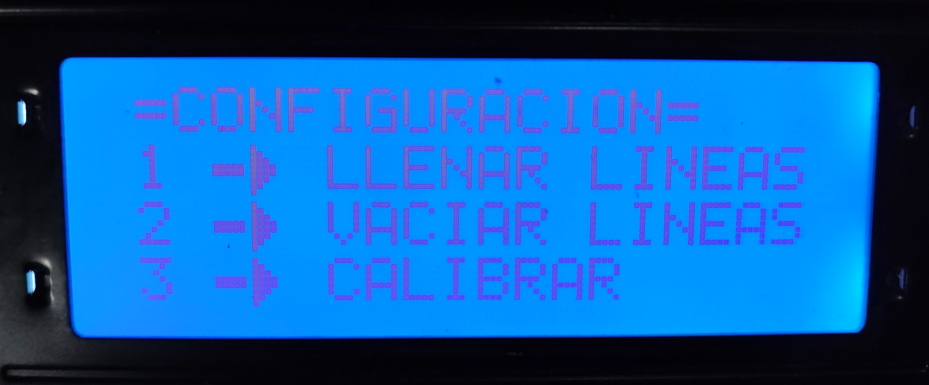 =CONFIGURACION=
1 -▶ LLENAR LINEAS
2 -▶ VACIAR LINEAS
3 -▶ CALIBRAR